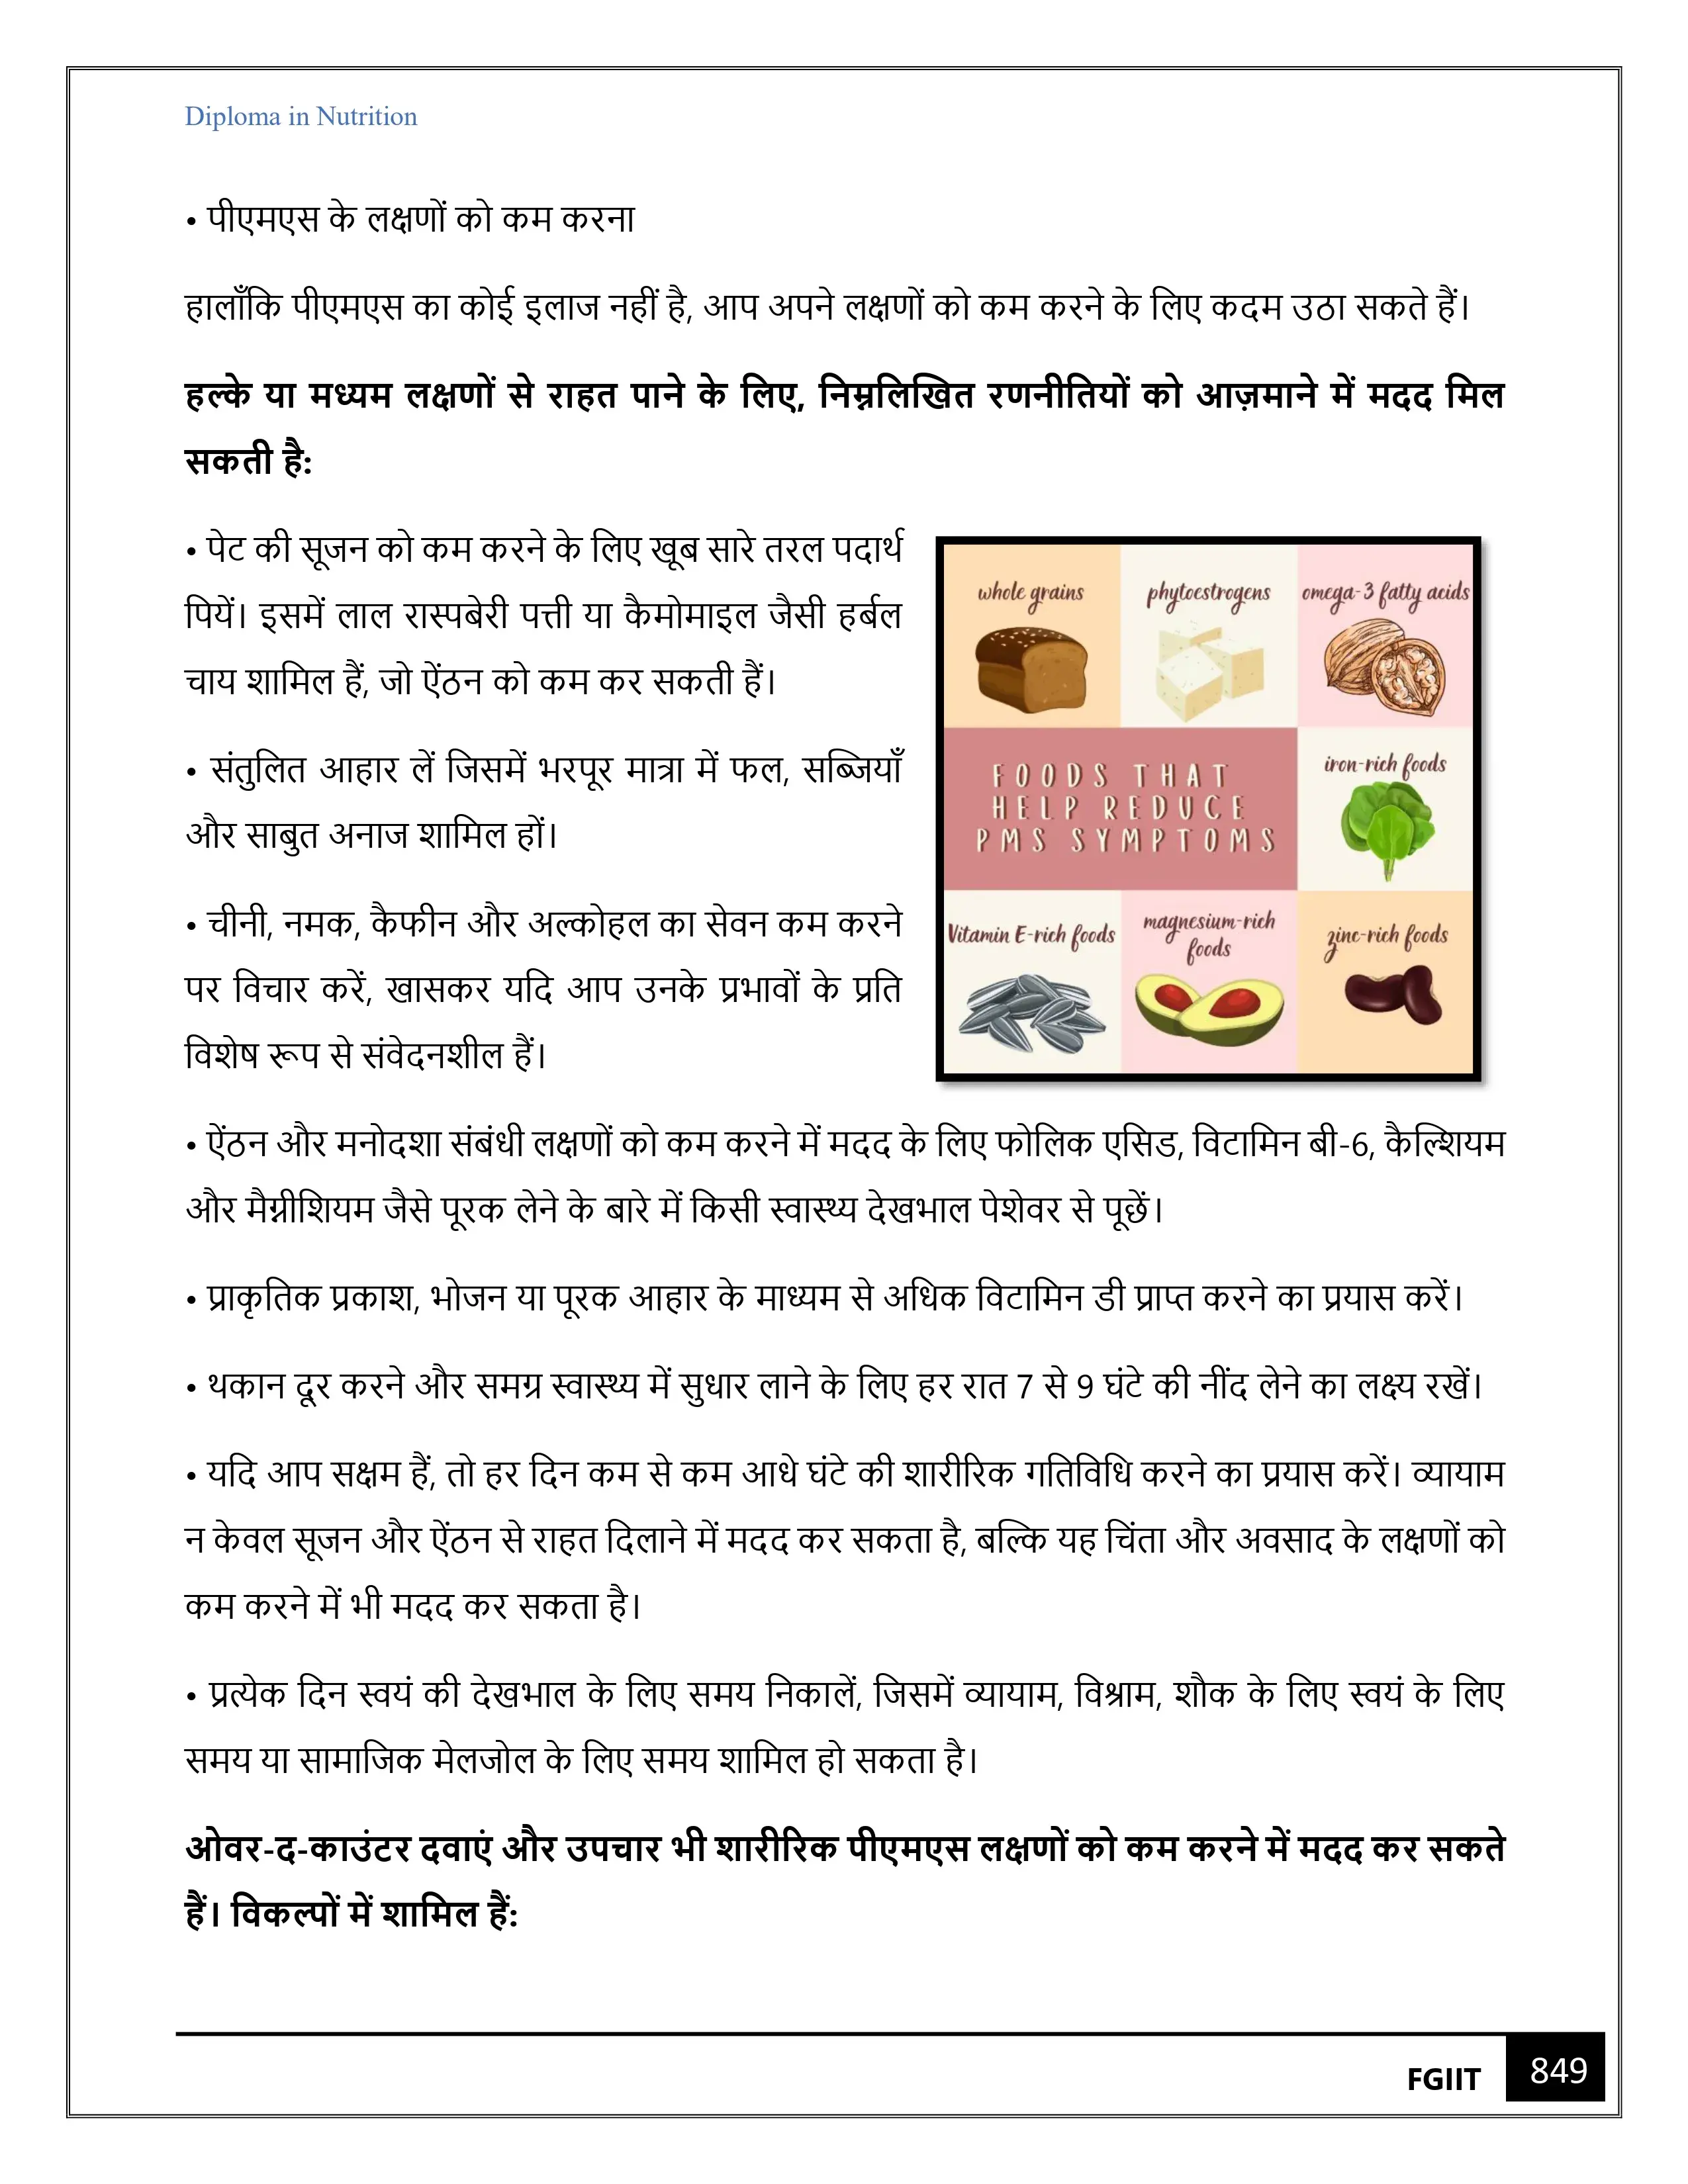 Diploma in Nutrition
• पीएमएस के लक्षणों को कम करना
हालाँकि पीएमएस का कोई इलाज नहीं है, आप अपने लक्षणों को कम करने के लिए कदम उठा सकते हैं।
हल्के या मध्यम लक्षणों से राहत पाने के लिए, निम्नलिखित रणनीतियों को आज़माने में मदद मिल
सकती है:
• पेट की सूजन को कम करने के लिए खूब सारे तरल पदार्थ
पियें। इसमें लाल रास्पबेरी पत्ती या कैमोमाइल जैसी हर्बल
चाय शामिल हैं, जो ऐंठन को कम कर सकती हैं।
• संतुलित आहार लें जिसमें भरपूर मात्रा में फल, सब्जियाँ
और साबुत अनाज शामिल हों।
• चीनी, नमक, कैफीन और अल्कोहल का सेवन कम करने
पर विचार करें, खासकर यदि आप उनके प्रभावों के प्रति
विशेष रूप से संवेदनशील हैं।
whole grains
phytoestrogens
omega-3 fatty acids
FOODS THAT
HELP REDUCE
PMS SYMPTOMS
iron-rich foods
Vitamin E-rich foods
magnesium-rich
foods
zinc-rich foods
• ऐंठन और मनोदशा संबंधी लक्षणों को कम करने में मदद के लिए फोलिक एसिड, विटामिन बी-6, कैल्शियम
और मैग्नीशियम जैसे पूरक लेने के बारे में किसी स्वास्थ्य देखभाल पेशेवर से पूछें।
• प्राकृतिक प्रकाश, भोजन या पूरक आहार के माध्यम से अधिक विटामिन डी प्राप्त करने का प्रयास करें।
• थकान दूर करने और समग्र स्वास्थ्य में सुधार लाने के लिए हर रात 7 से 9 घंटे की नींद लेने का लक्ष्य रखें।
• यदि आप सक्षम हैं, तो हर दिन कम से कम आधे घंटे की शारीरिक गतिविधि करने का प्रयास करें। व्यायाम
न केवल सूजन और ऐंठन से राहत दिलाने में मदद कर सकता है, बल्कि यह चिंता और अवसाद के लक्षणों को
कम करने में भी मदद कर सकता है।
• प्रत्येक दिन स्वयं की देखभाल के लिए समय निकालें, जिसमें व्यायाम, विश्राम, शौक के लिए स्वयं के लिए
समय या सामाजिक मेलजोल के लिए समय शामिल हो सकता है।
ओवर-द-काउंटर दवाएं और उपचार भी शारीरिक पीएमएस लक्षणों को कम करने में मदद कर सकते
हैं। विकल्पों में शामिल हैं:
FGIIT
849